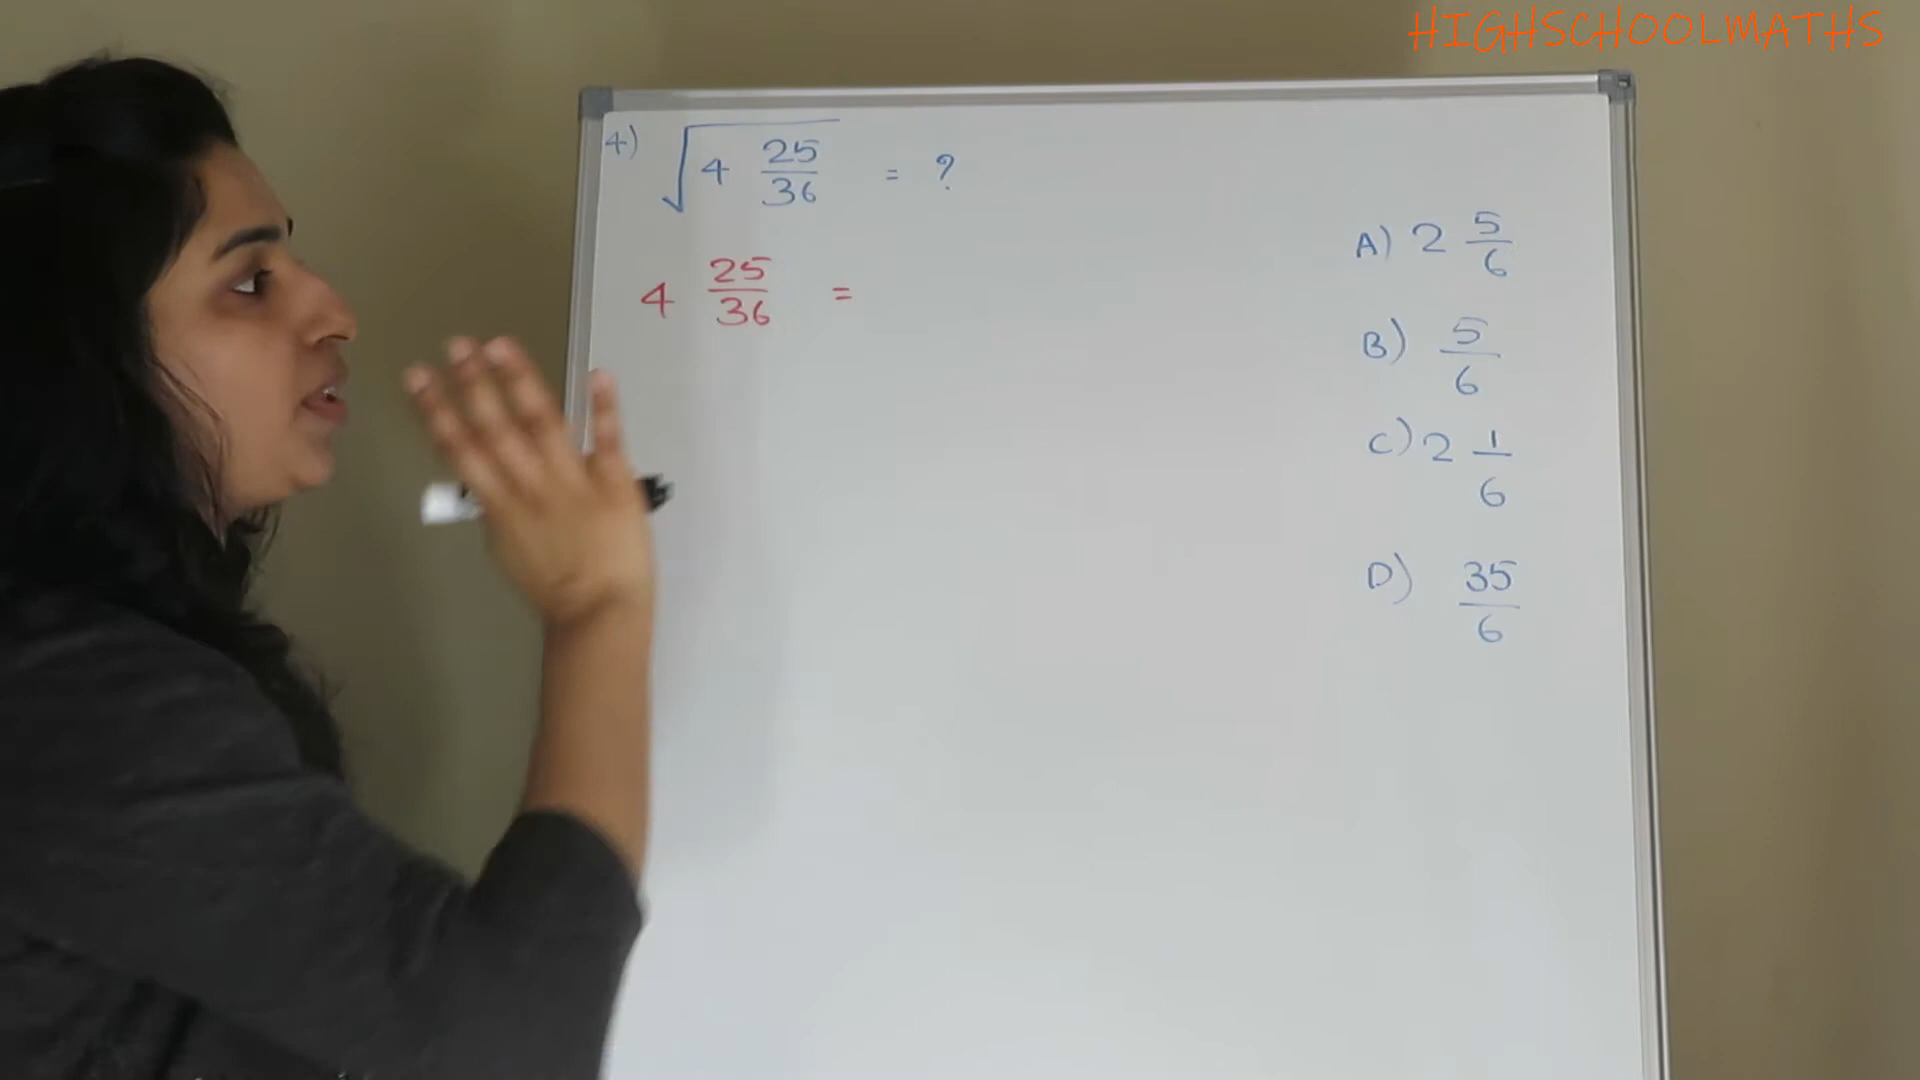 HIGHSCHOOLMATHS
4) √4 25/36 = ?
4 25/36 =
A) 2 5/6
B) 5/6
C) 2 1/6
D) 35/6